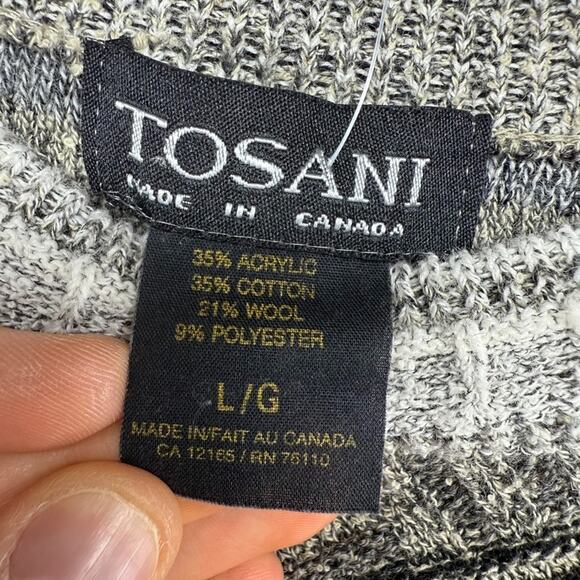 TOSANI
MADE IN CANADA
35% ACRYLIC
35% COTTON
21% WOOL
9% POLYESTER
L/G
MADE IN/FAIT AU CANADA
CA 12165 / RN 76110